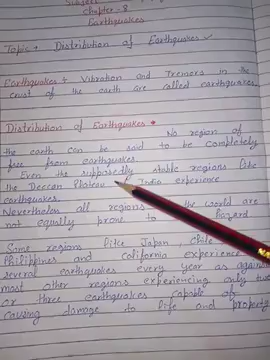 Chapter - 8
Earthquakes
Topic → Distribution of Earthquakes
Earthquakes → Vibration and Tremors in the
crust of the earth are called earthquakes.
Distribution of Earthquakes
No region of
the earth can be said to be completely
free from earthquakes.
Even the supposedly stable regions like
the Deccan Plateau India experience
earthquakes.
Nevertheless all regions the world are
not equally prone to hazard.
Some regions like Japan, Chile
Philippines and California experience
several earthquakes every year as against
most other regions experiencing only two
or three earthquakes capable of
causing damage to life and property